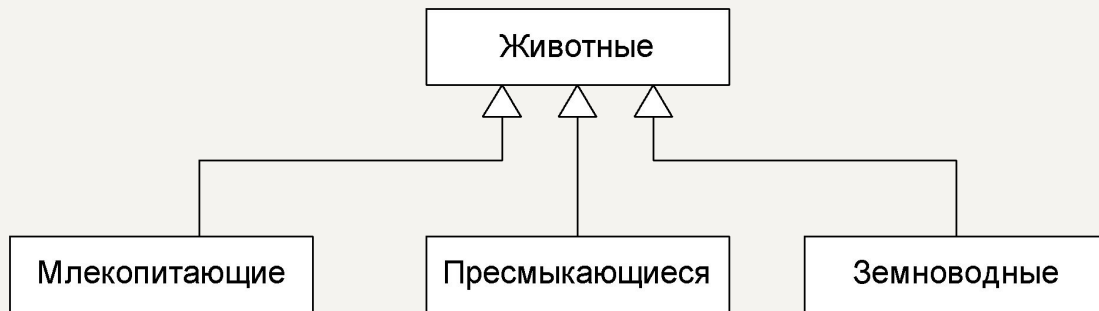 Животные
Млекопитающие
Пресмыкающиеся
Земноводные